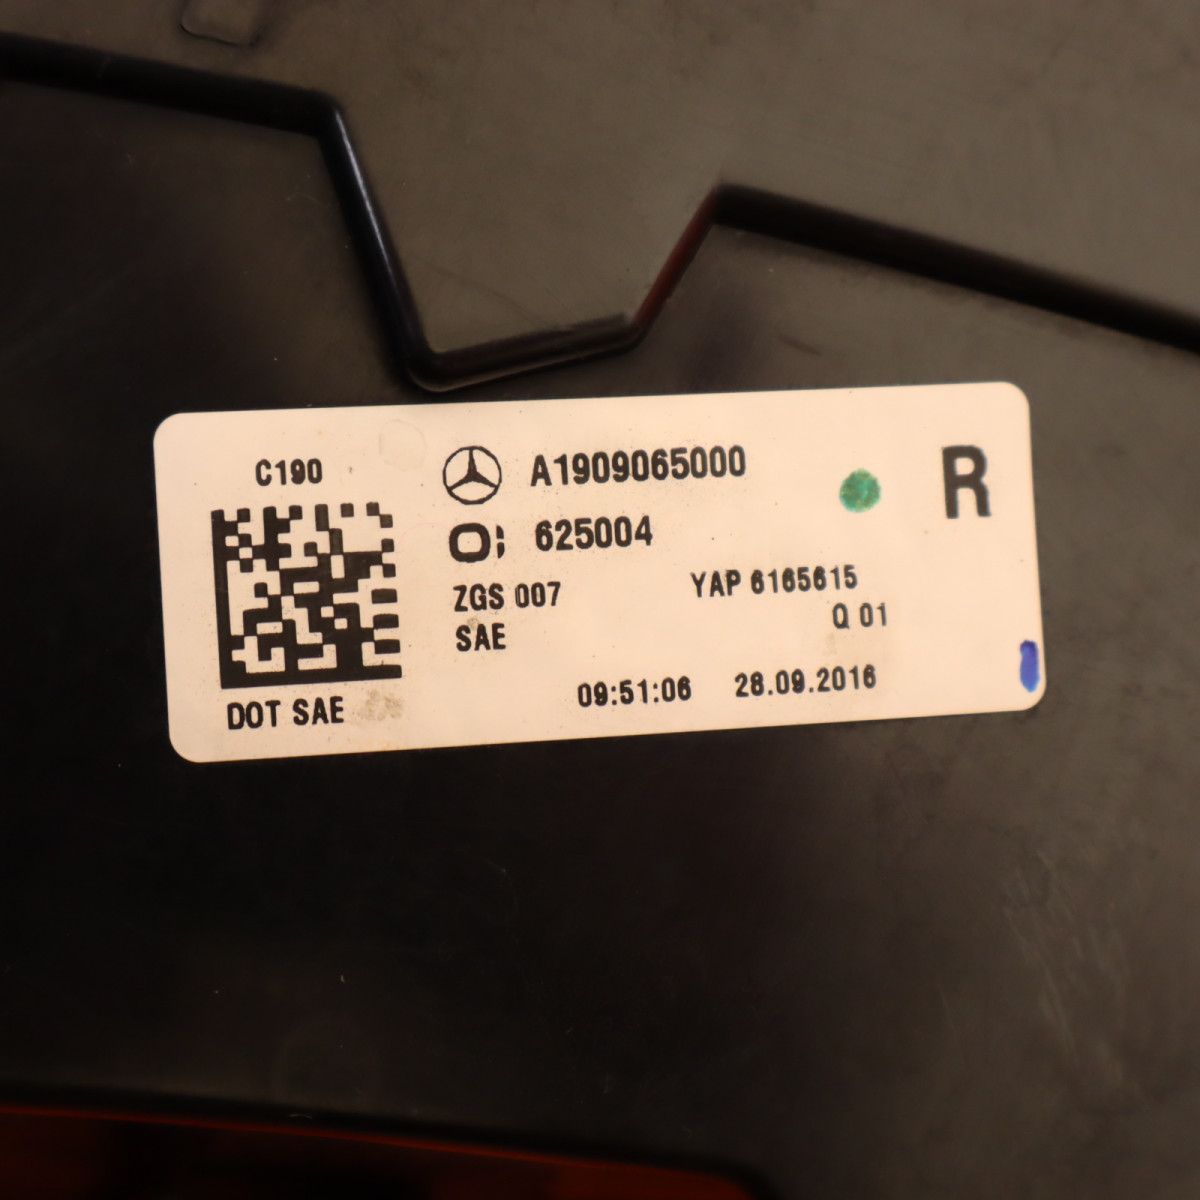 C190
A1909065000
R
625004
ZGS 007
YAP 6165615
SAE
Q 01
09:51:06 28.09.2016
DOT SAE